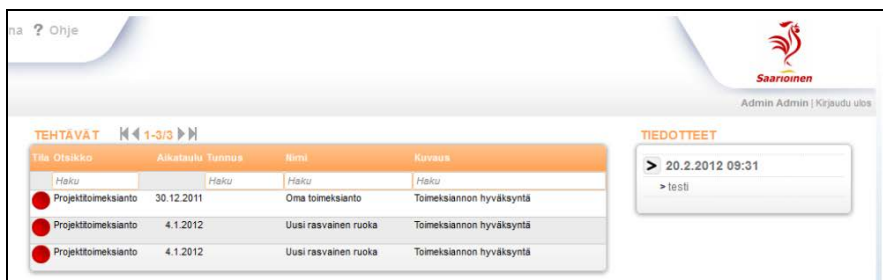 na ? Ohje
Saarioinen
Admin Admin | Kirjaudu ulos
TEHTÄVÄT 1-3/3
Tila Otsikko Aikataulu Tunnus Nimi Kuvaus
Haku Haku Haku Haku
Projektitoimeksianto 30.12.2011 Oma toimeksianto Toimeksiannon hyväksyntä
Projektitoimeksianto 4.1.2012 Uusi rasvainen ruoka Toimeksiannon hyväksyntä
Projektitoimeksianto 4.1.2012 Uusi rasvainen ruoka Toimeksiannon hyväksyntä
TIEDOTTEET
> 20.2.2012 09:31
> testi